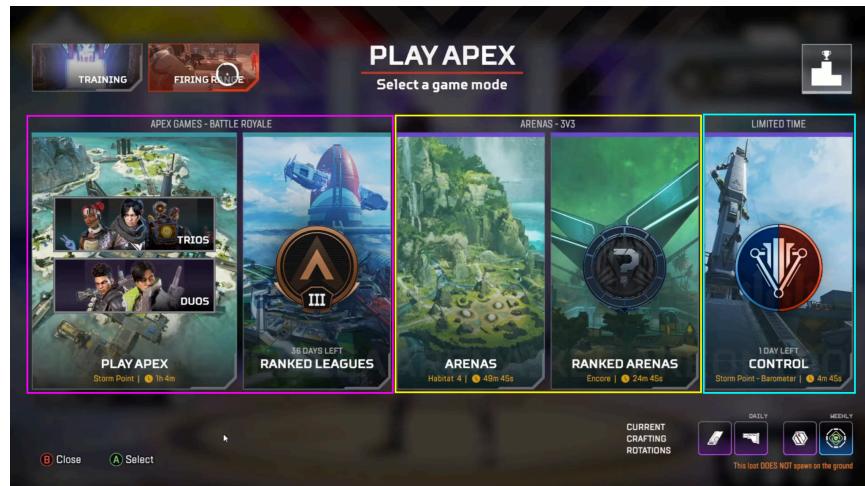 PLAY APEX
Select a game mode
TRAINING
FIRING RANGE
APEX GAMES - BATTLE ROYALE
ARENAS - 3V3
LIMITED TIME
TRIOS
DUOS
III
PLAY APEX
Storm Point | 1h 4m
36 DAYS LEFT
RANKED LEAGUES
ARENAS
Habitat 4 | 49m 45s
RANKED ARENAS
Encore | 24m 45s
1 DAY LEFT
CONTROL
Storm Point - Barometer | 4m 45s
CURRENT
CRAFTING
ROTATIONS
DAILY
WEEKLY
This loot DOES NOT spawn on the ground
B Close
A Select